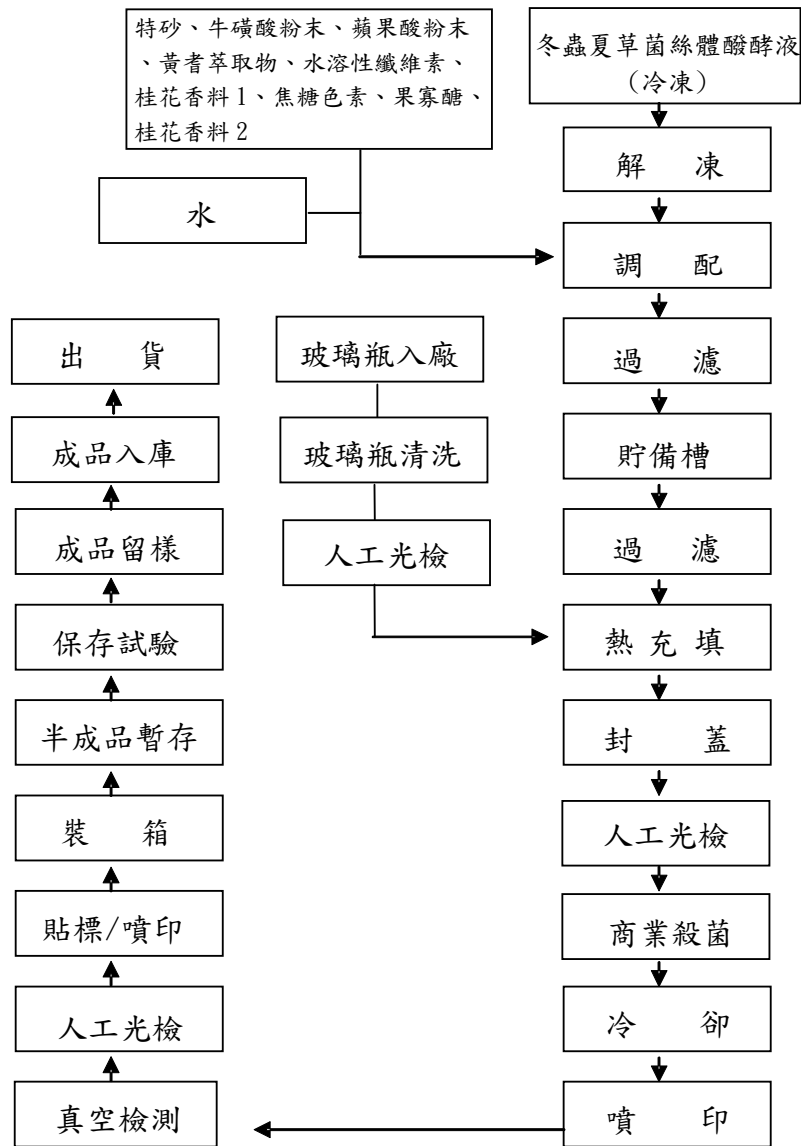 特砂、牛磺酸粉末、蘋果酸粉末
、黃耆萃取物、水溶性纖維素、
桂花香料1、焦糖色素、果寡醣、
桂花香料2
水
冬蟲夏草菌絲體醱酵液
(冷凍)
解 凍
調 配
過 濾
貯備槽
過 濾
玻璃瓶入廠
玻璃瓶清洗
人工光檢
熱充填
封 蓋
人工光檢
商業殺菌
冷 卻
噴 印
真空檢測
人工光檢
貼標/噴印
裝 箱
半成品暫存
保存試驗
成品留樣
成品入庫
出 貨